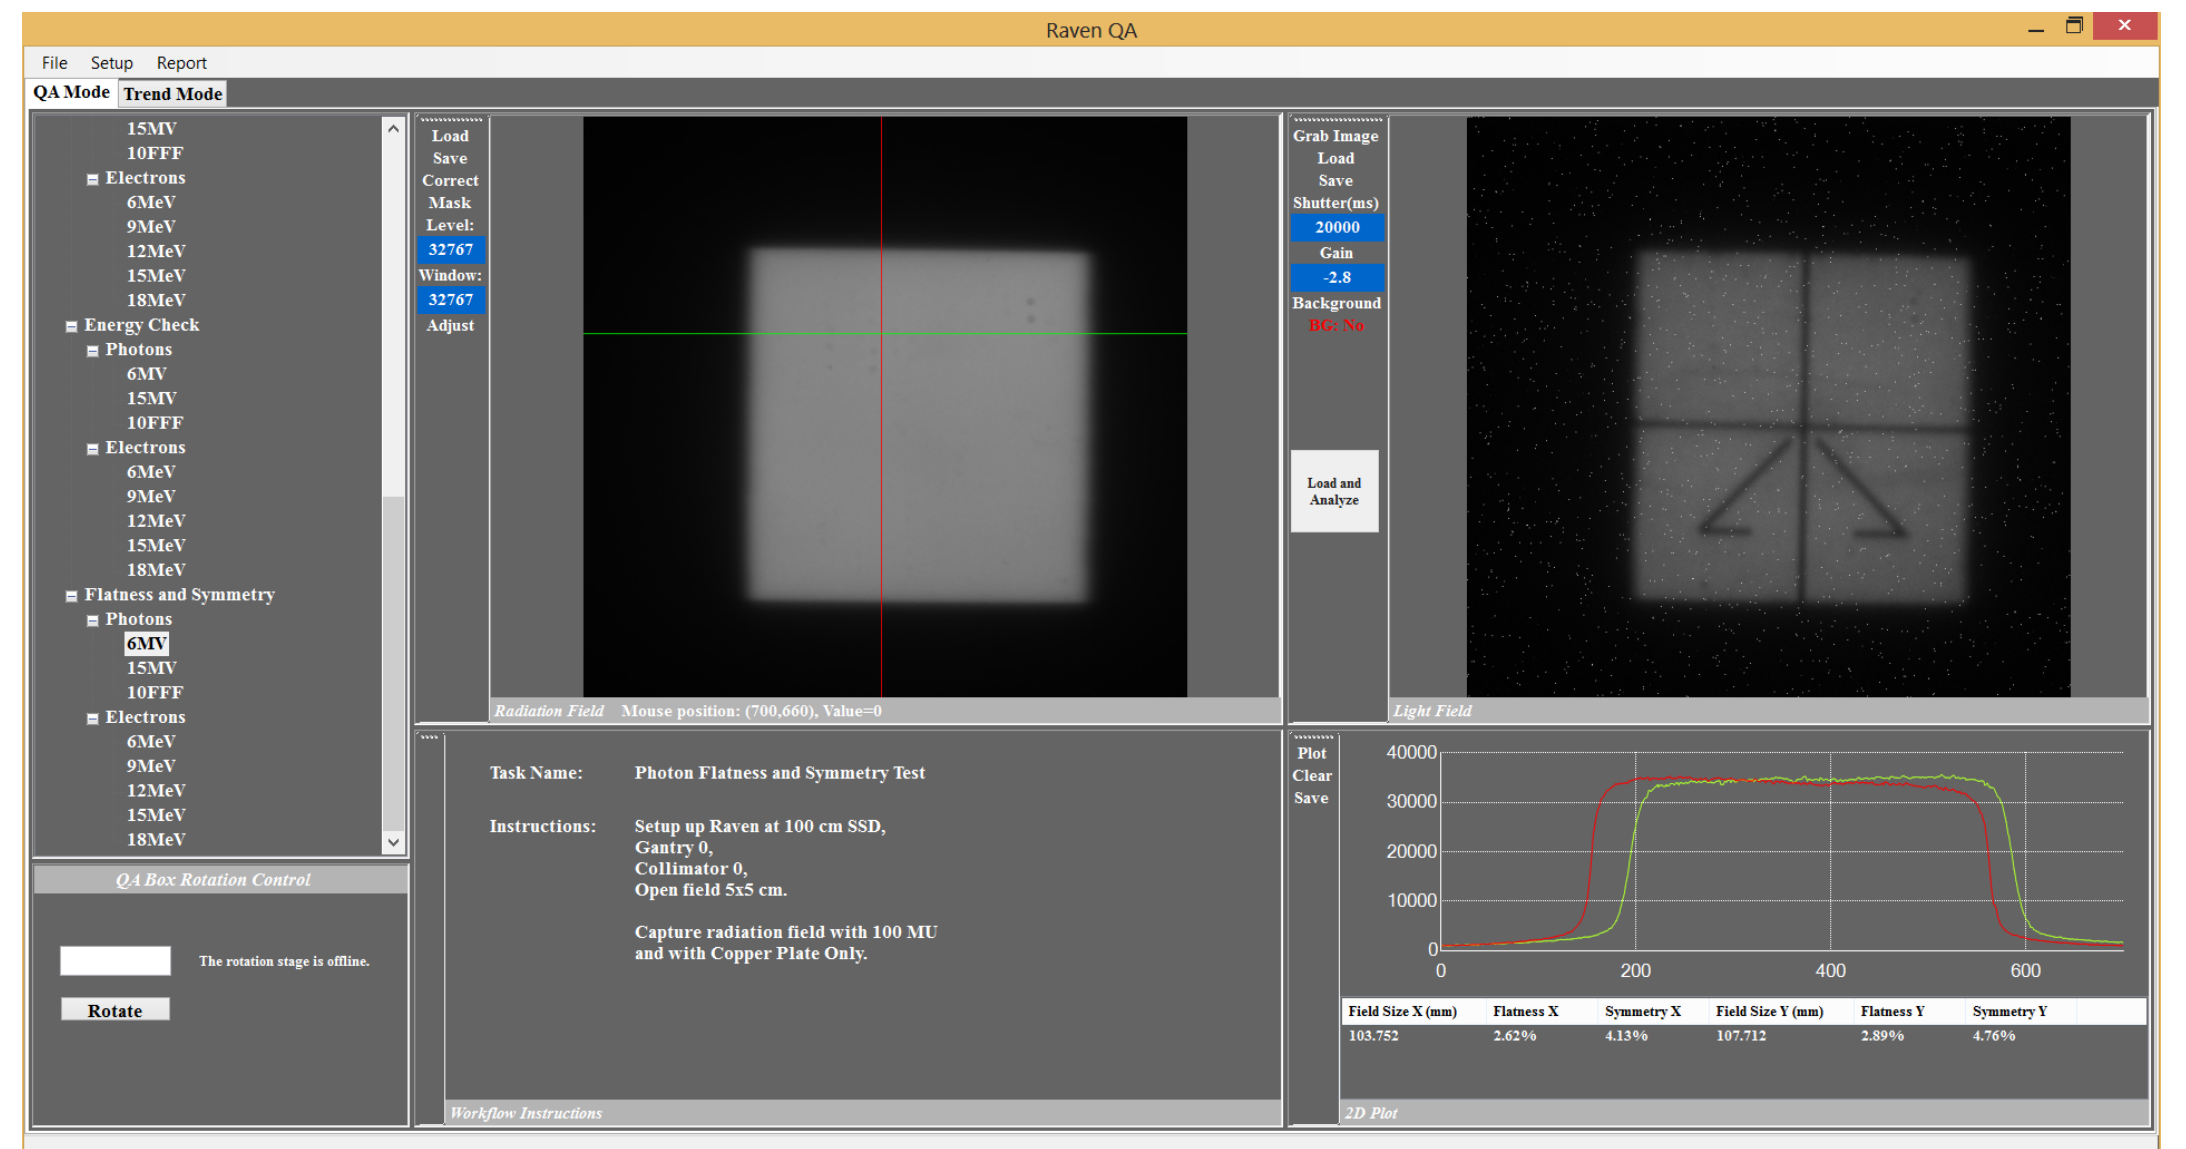 Raven QA
File Setup Report
QA Mode Trend Mode
15MV
10FFF
Electrons
6MeV
9MeV
12MeV
15MeV
18MeV
Energy Check
Photons
6MV
15MV
10FFF
Electrons
6MeV
9MeV
12MeV
15MeV
18MeV
Flatness and Symmetry
Photons
6MV
15MV
10FFF
Electrons
6MeV
9MeV
12MeV
15MeV
18MeV
QA Box Rotation Control
The rotation stage is offline.
Rotate
Load
Save
Correct
Mask
Level:
32767
Window:
32767
Adjust
Radiation Field Mouse position: (700,660), Value=0
Grab Image
Load
Save
Shutter(ms)
20000
Gain
-2.8
Background
BG: No
Load and
Analyze
Light Field
Task Name: Photon Flatness and Symmetry Test
Instructions: Setup up Raven at 100 cm SSD,
Gantry 0,
Collimator 0,
Open field 5x5 cm.
Capture radiation field with 100 MU
and with Copper Plate Only.
Workflow Instructions
Plot
Clear
Save
40000
30000
20000
10000
0
0 200 400 600
Field Size X (mm) Flatness X Symmetry X Field Size Y (mm) Flatness Y Symmetry Y
103.752 2.62% 4.13% 107.712 2.89% 4.76%
2D Plot